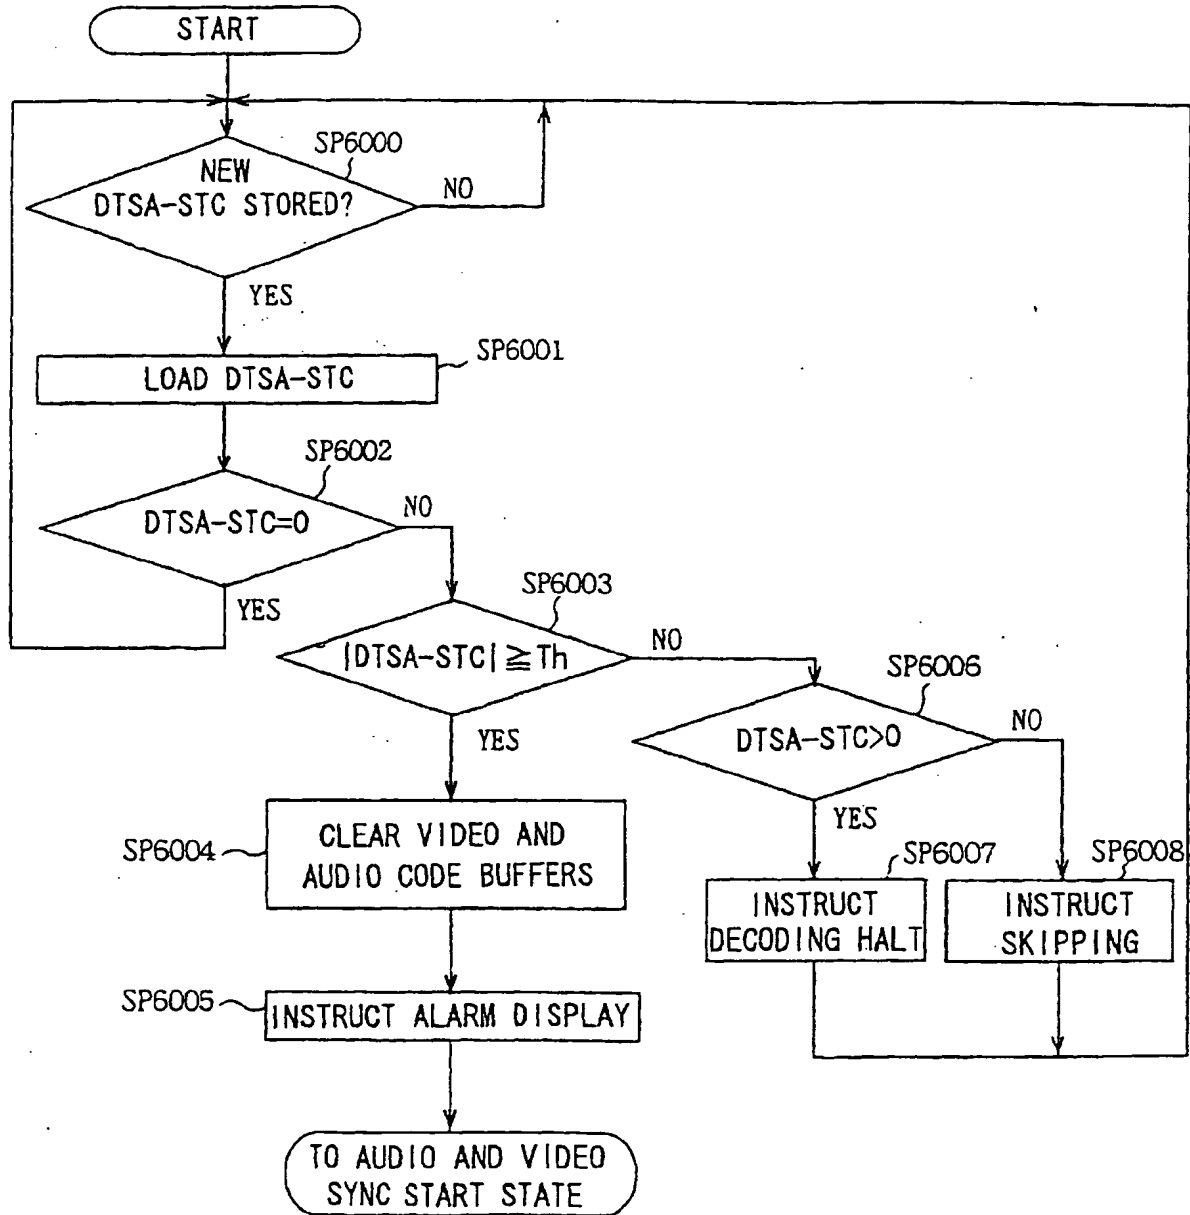 START
SP6000
NEW
DTSA-STC STORED?
NO
YES
SP6001
LOAD DTSA-STC
SP6002
DTSA-STC=0
NO
YES
SP6003
|DTSA-STC| ≧ Th
NO
YES
SP6006
DTSA-STC>0
NO
YES
SP6004
CLEAR VIDEO AND
AUDIO CODE BUFFERS
SP6007
INSTRUCT
DECODING HALT
SP6008
INSTRUCT
SKIPPING
SP6005
INSTRUCT ALARM DISPLAY
TO AUDIO AND VIDEO
SYNC START STATE